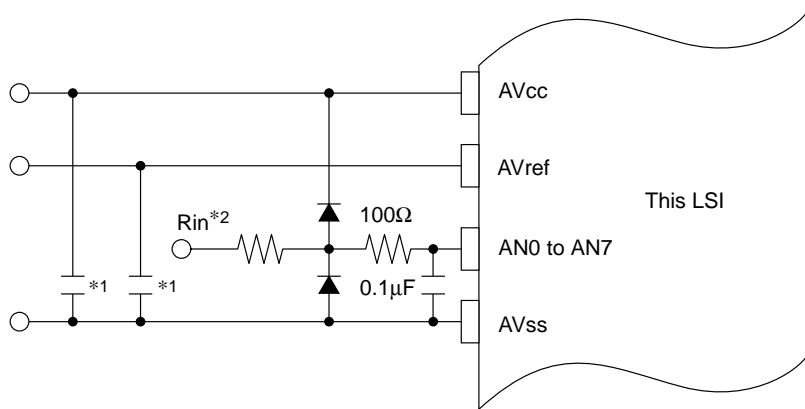 AVcc
AVref
This LSI
Rin*2
100Ω
AN0 to AN7
*1
*1
0.1μF
AVss